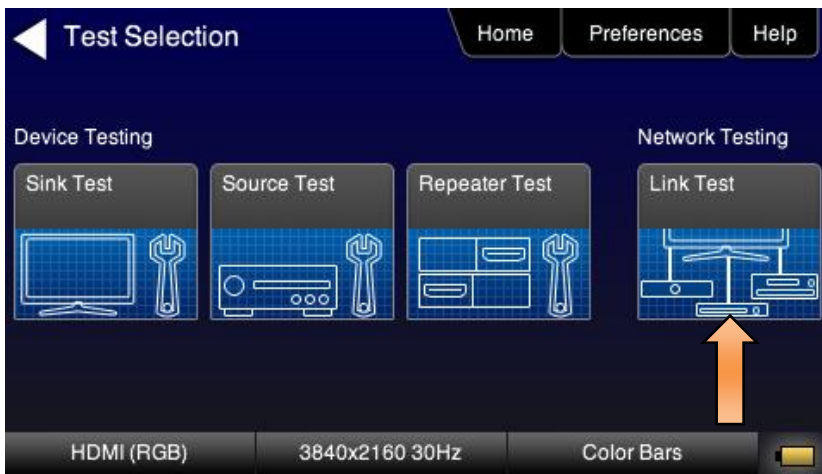 Test Selection
Home
Preferences
Help
Device Testing
Network Testing
Sink Test
Source Test
Repeater Test
Link Test
HDMI (RGB)
3840x2160 30Hz
Color Bars